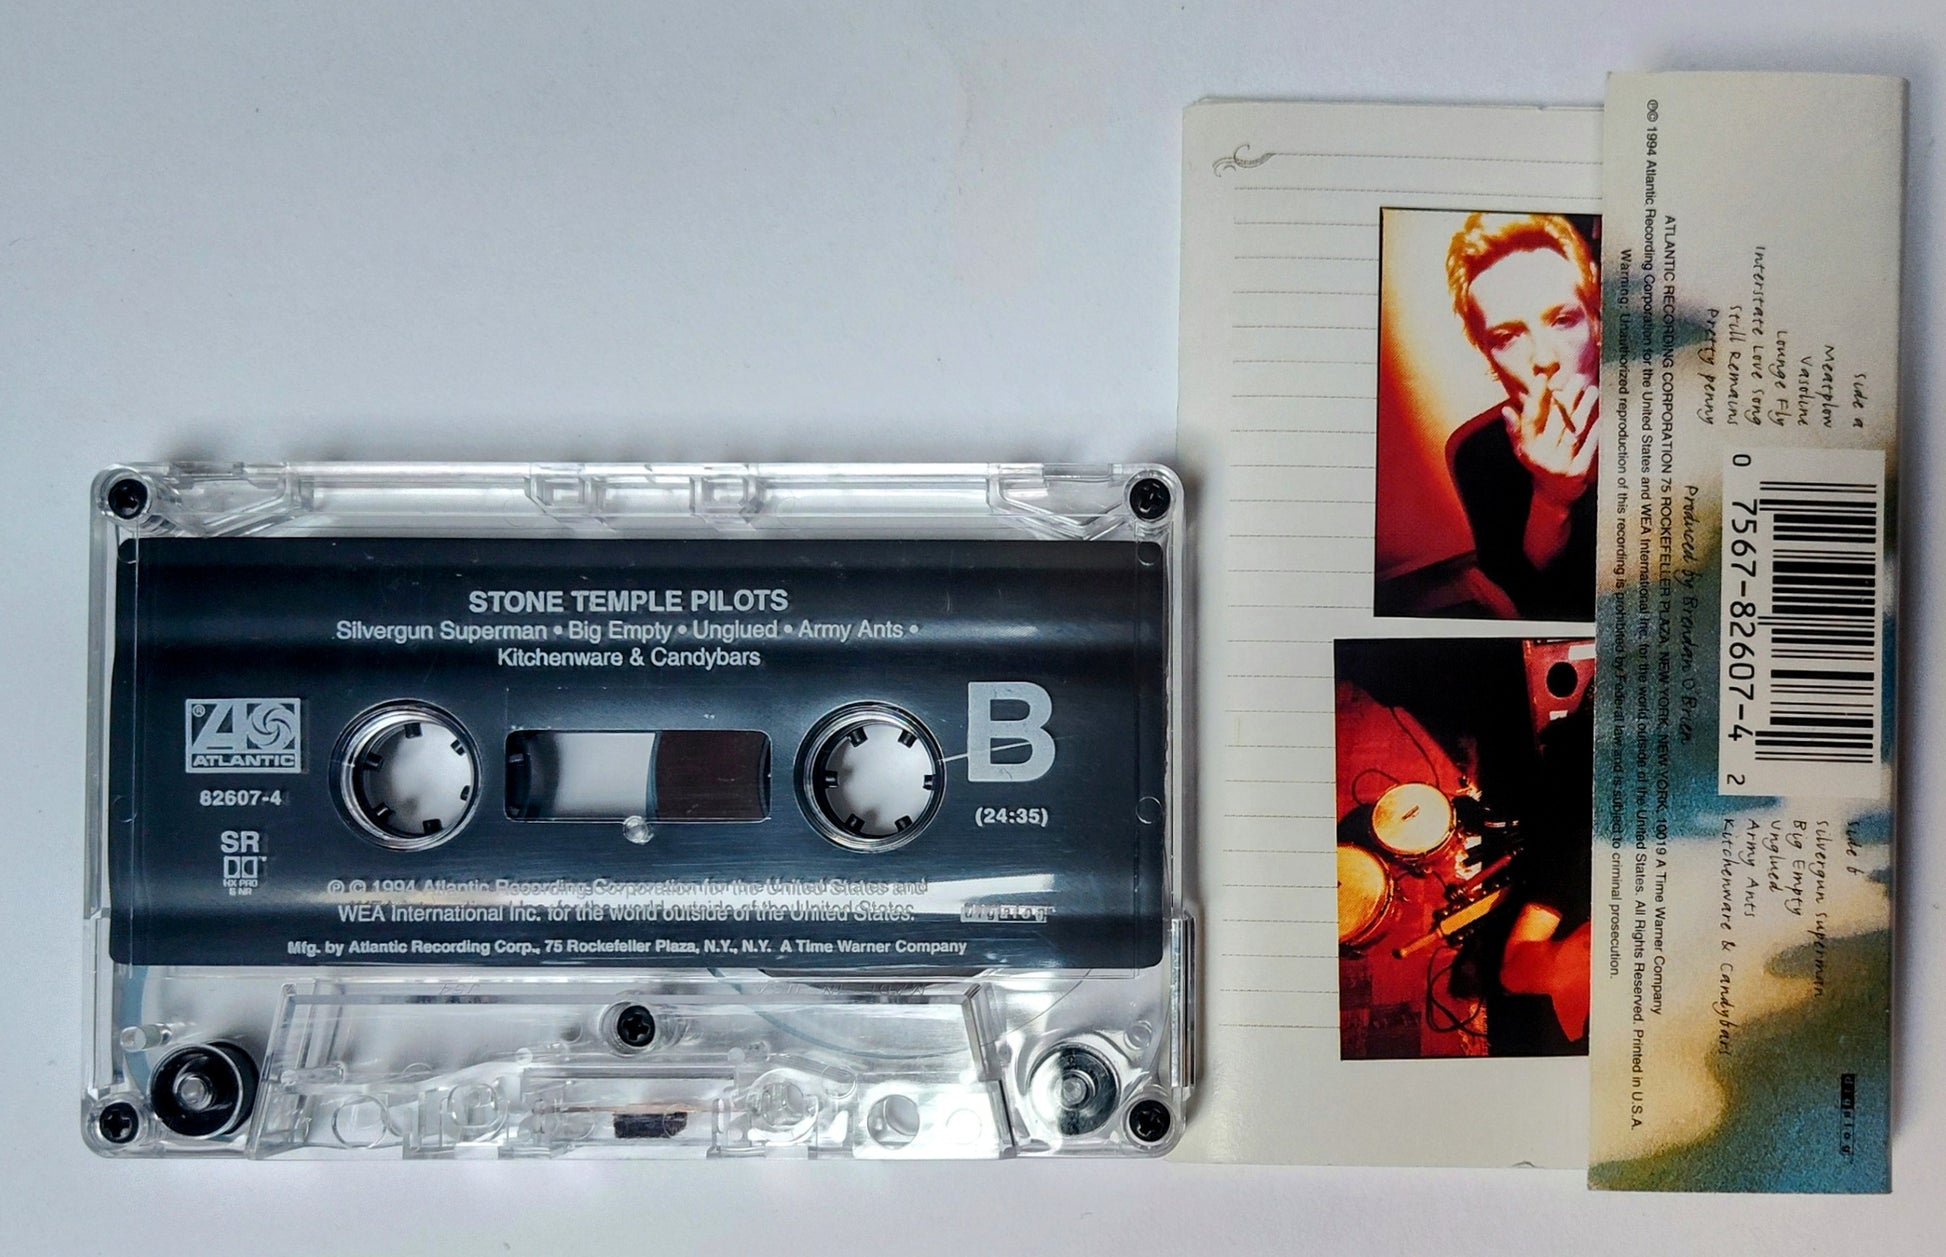 STONE TEMPLE PILOTS
Silvergun Superman • Big Empty • Unglued • Army Ants •
Kitchenware & Candybars
B
(24:35)
®
ATLANTIC
82607-4
SR
HX PRO
B NR
℗ © 1994 Atlantic Recording Corporation for the United States and
WEA International Inc. for the world outside of the United States.
digalog
Mfg. by Atlantic Recording Corp., 75 Rockefeller Plaza, N.Y., N.Y. A Time Warner Company
side a
Meatplow
Vasoline
Lounge Fly
Interstate Love Song
Still Remains
Pretty penny
0 7567-82607-4 2
side b
Silvergun Superman
Big Empty
Unglued
Army Ants
Kitchenware & Candybars
Produced by Brendan O'Brien
ATLANTIC RECORDING CORPORATION 75 ROCKEFELLER PLAZA, NEW YORK, NEW YORK 10019 A Time Warner Company
℗© 1994 Atlantic Recording Corporation for the United States and WEA International Inc. for the world outside of the United States. All Rights Reserved. Printed in U.S.A.
Warning: Unauthorized reproduction of this recording is prohibited by Federal law and is subject to criminal prosecution.
digalog